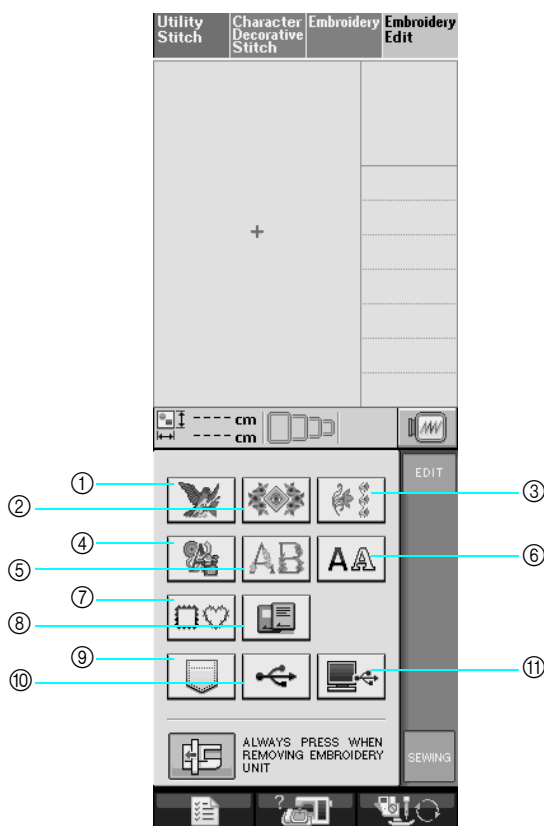 Utility Stitch
Character Decorative Stitch
Embroidery
Embroidery Edit
- - - - cm
- - - - cm
EDIT
①
②
③
④
⑤
AB
AA
⑥
⑦
⑧
⑨
⑩
⑪
ALWAYS PRESS WHEN
REMOVING EMBROIDERY
UNIT
SEWING
?